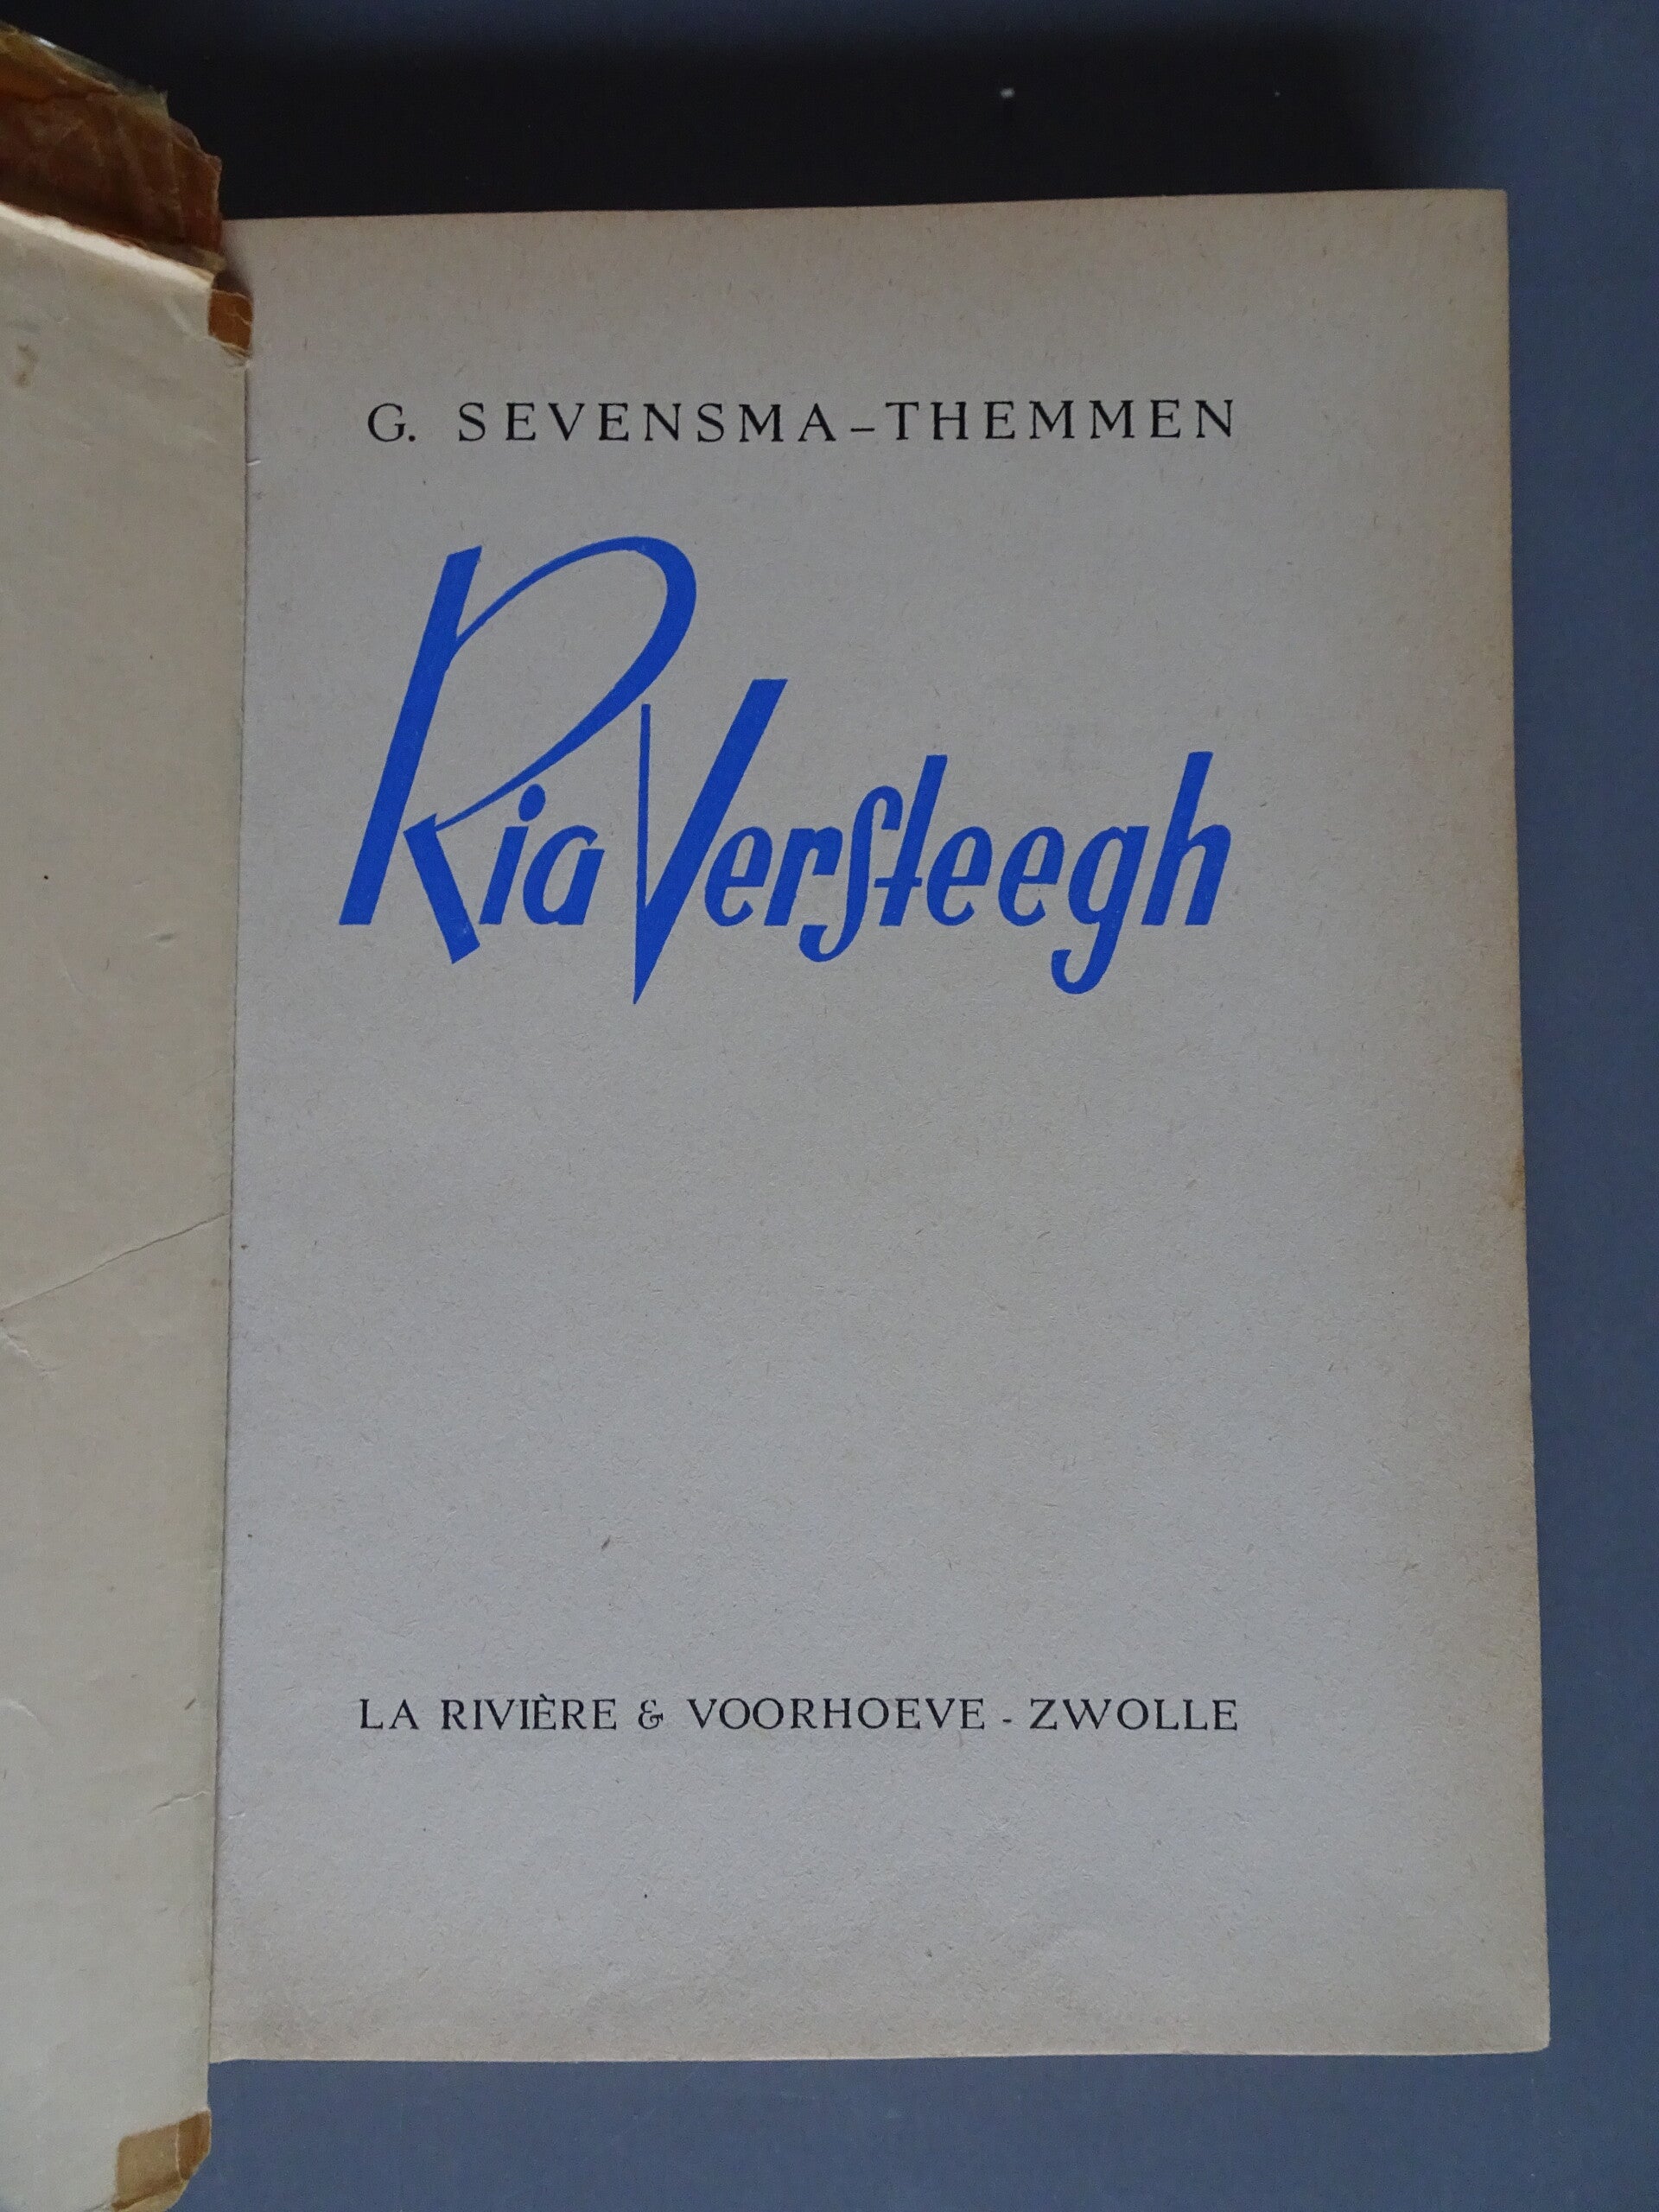 G. SEVENSMA-THEMMEN
Ria Versteegh
LA RIVIÈRE & VOORHOEVE - ZWOLLE